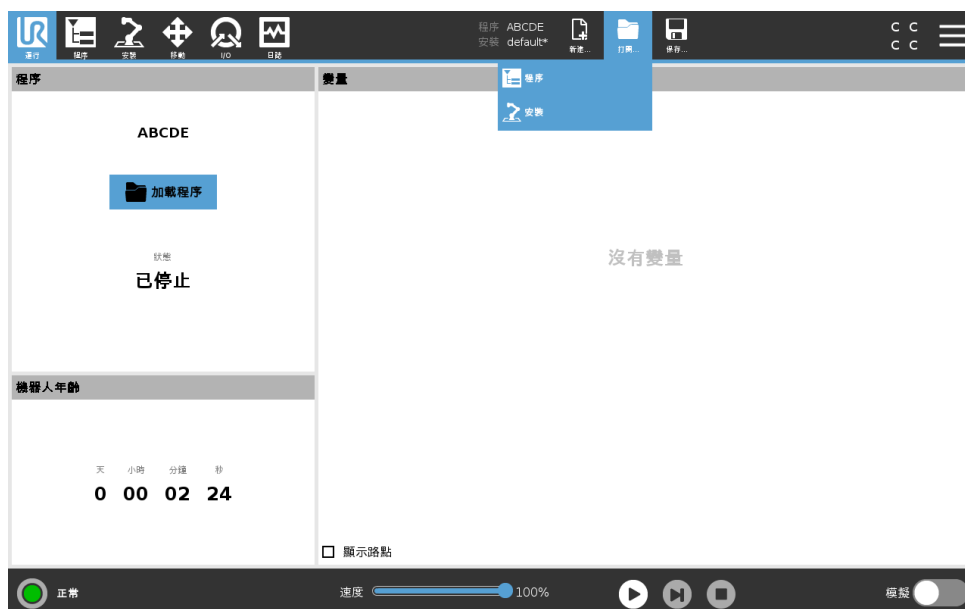 UR
運行
程序
安裝
移動
I/O
日誌
程序 ABCDE
安裝 default*
新建...
打開...
保存...
C C
C C
程序
安裝
程序
ABCDE
加載程序
狀態
已停止
變量
沒有變量
顯示路點
機器人年齡
天 小時 分鐘 秒
0 00 02 24
正常
速度 100%
模擬